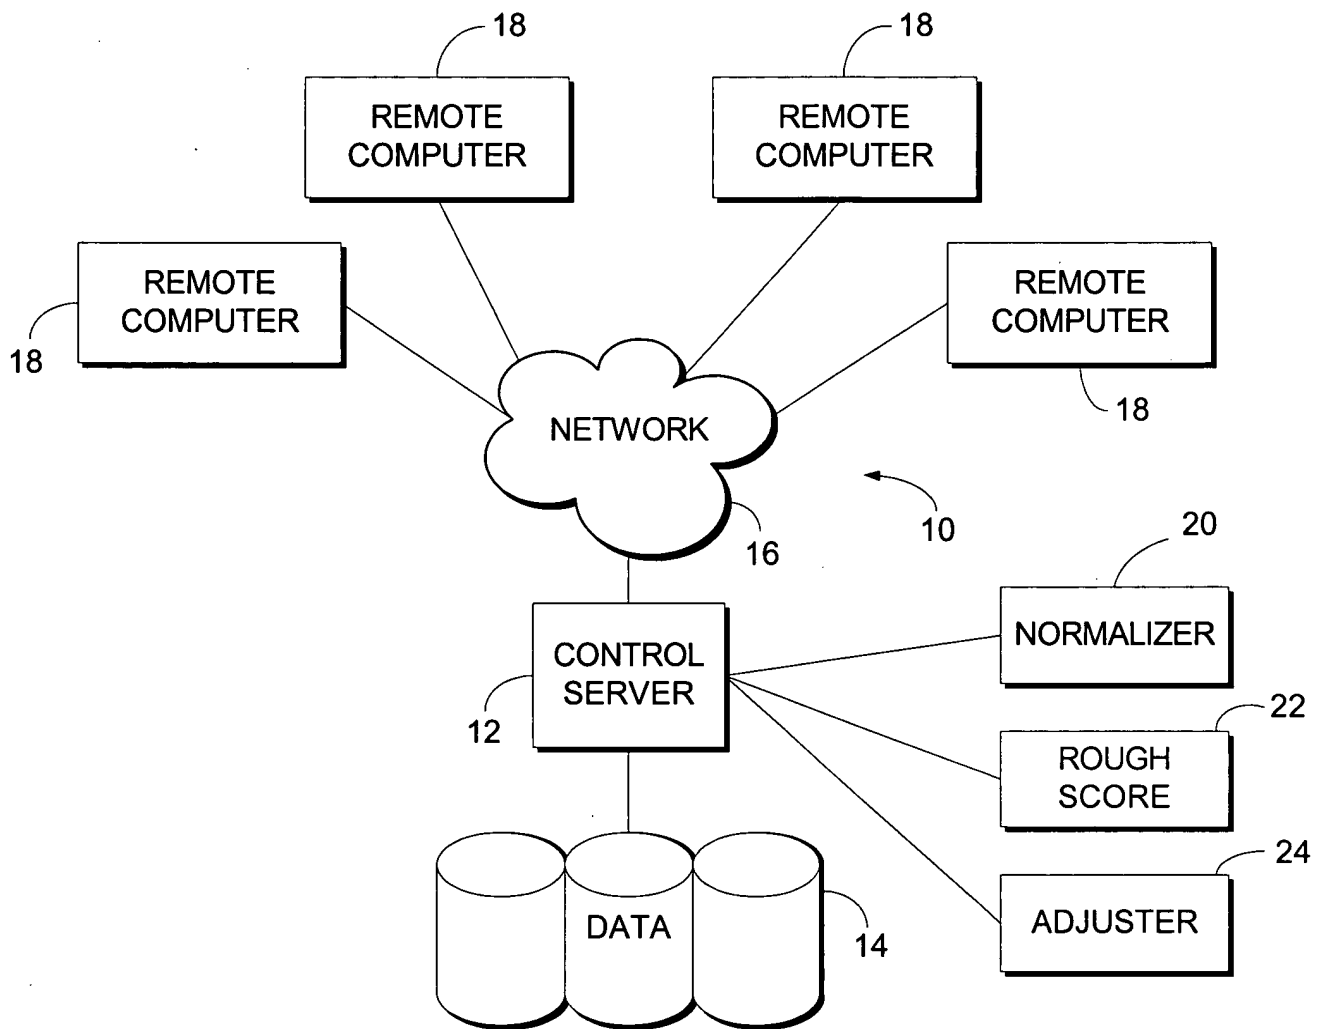 18
18
REMOTE
COMPUTER
REMOTE
COMPUTER
REMOTE
COMPUTER
REMOTE
COMPUTER
18
18
NETWORK
16
10
20
NORMALIZER
CONTROL
SERVER
12
22
ROUGH
SCORE
24
ADJUSTER
DATA
14